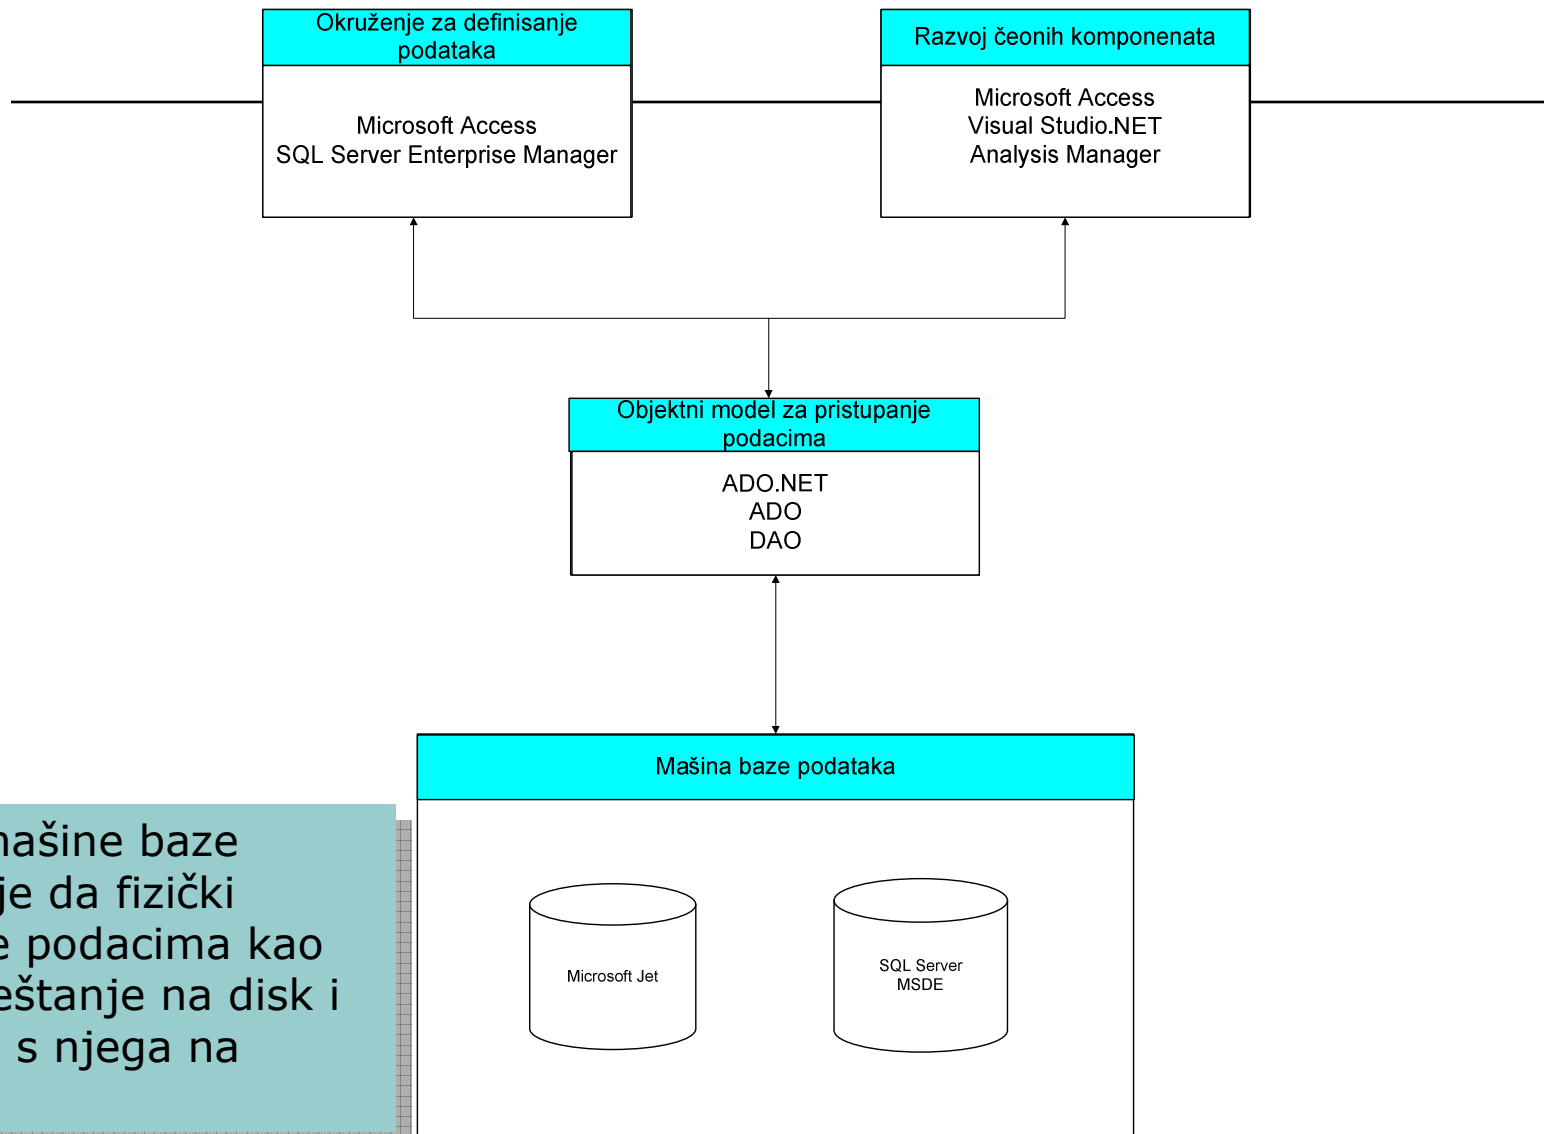 Okruženje za definisanje
podataka
Microsoft Access
SQL Server Enterprise Manager
Razvoj čeonih komponenata
Microsoft Access
Visual Studio.NET
Analysis Manager
Objektni model za pristupanje
podacima
ADO.NET
ADO
DAO
Mašina baze podataka
Microsoft Jet
SQL Server
MSDE
mašine baze
je da fizički
podacima kao
na disk i
s njega na